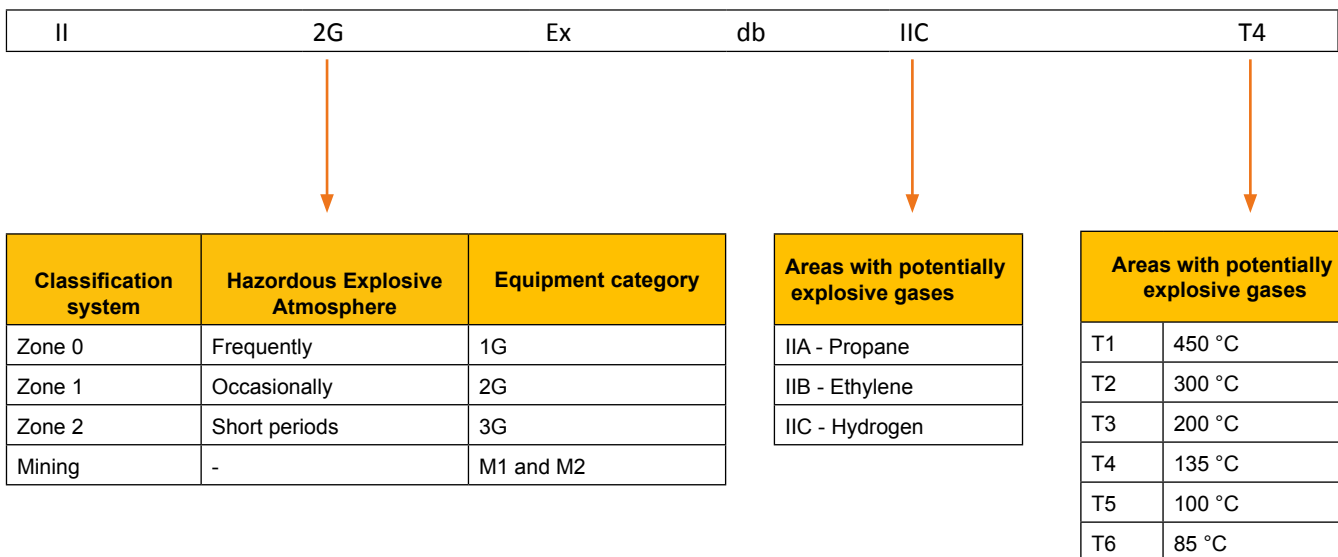 II 2G Ex db IIC T4
Classification system Hazordous Explosive Atmosphere Equipment category
Zone 0 Frequently 1G
Zone 1 Occasionally 2G
Zone 2 Short periods 3G
Mining - M1 and M2
Areas with potentially
explosive gases
IIA - Propane
IIB - Ethylene
IIC - Hydrogen
Areas with potentially
explosive gases
T1 450 °C
T2 300 °C
T3 200 °C
T4 135 °C
T5 100 °C
T6 85 °C